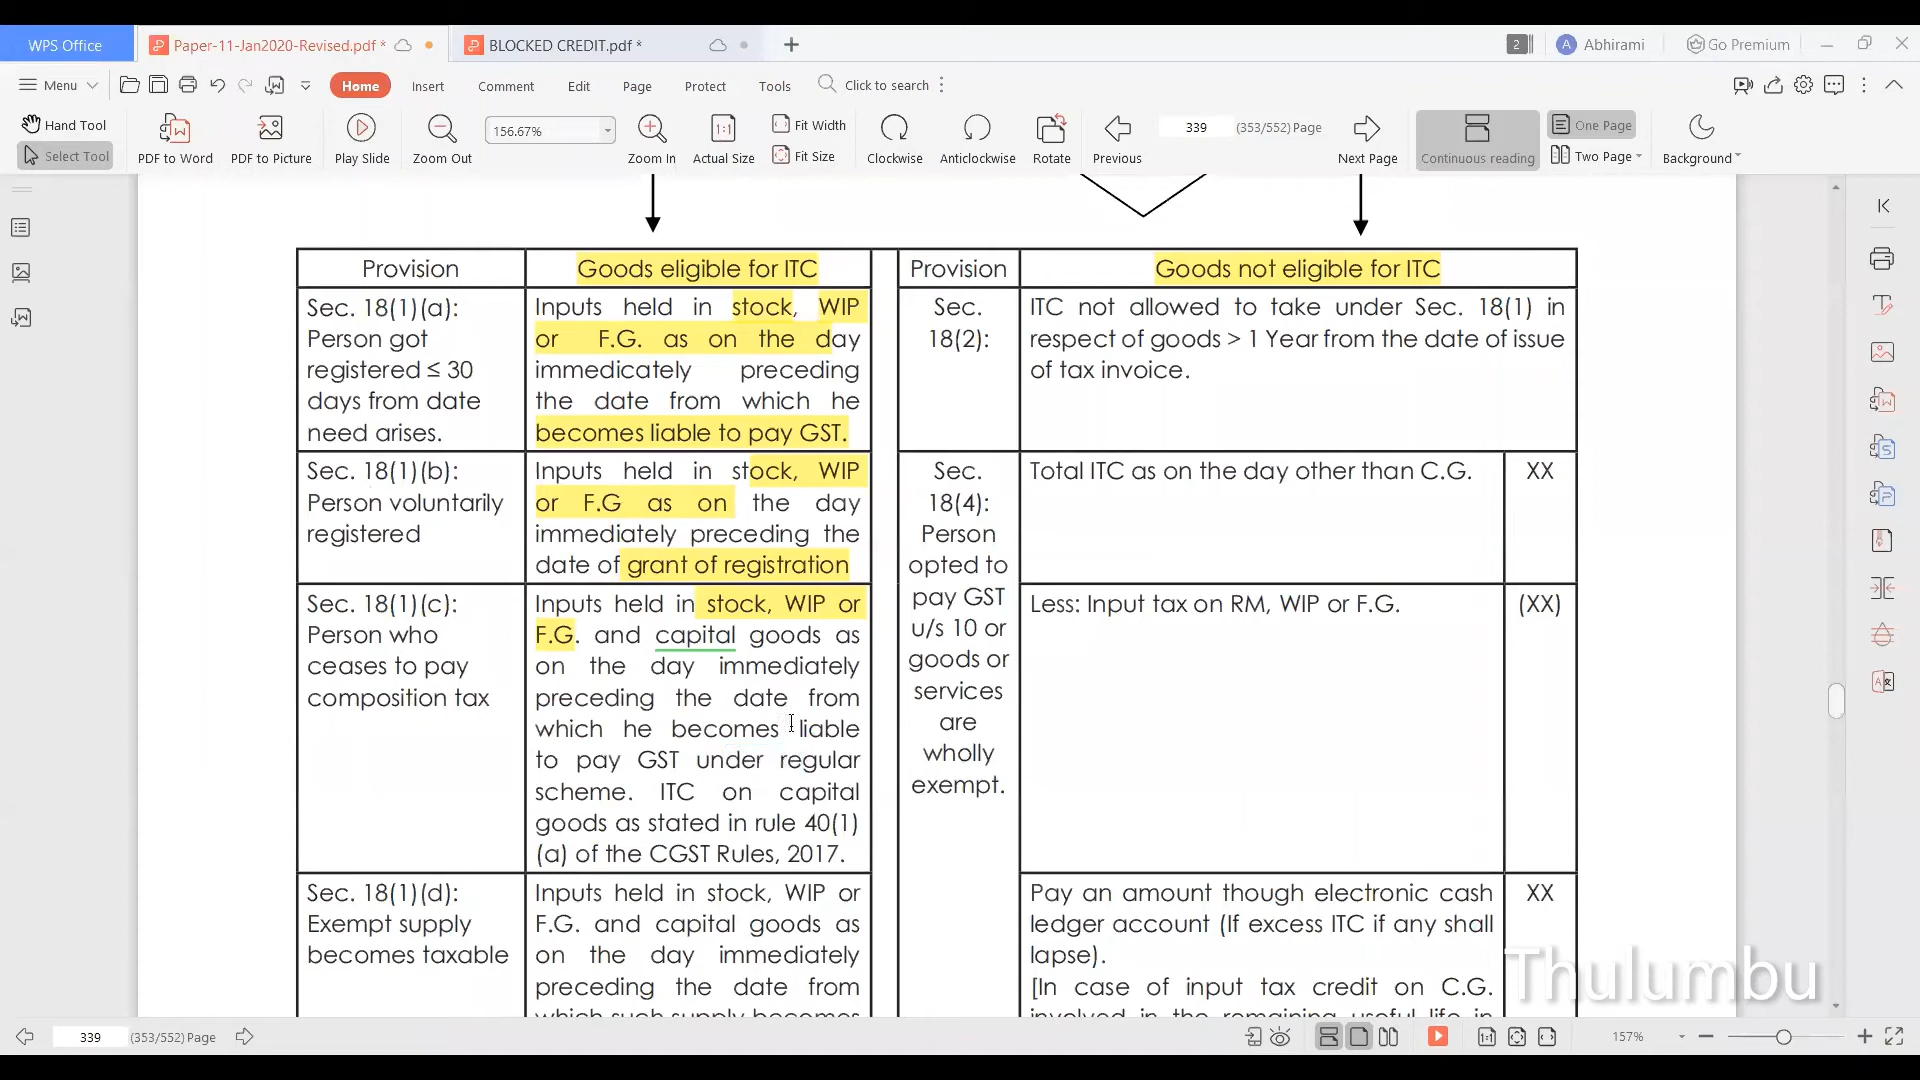 WPS Office
Paper-11-Jan2020-Revised.pdf *
BLOCKED CREDIT.pdf *
2
A Abhirami
Go Premium
Menu
Home
Insert
Comment
Edit
Page
Protect
Tools
Click to search
Hand Tool
Select Tool
PDF to Word
PDF to Picture
Play Slide
Zoom Out
156.67%
Zoom In
1:1
Actual Size
Fit Width
Fit Size
Clockwise
Anticlockwise
Rotate
Previous
339 (353/552) Page
Next Page
Continuous reading
One Page
Two Page
Background
Provision
Goods eligible for ITC
Provision
Goods not eligible for ITC
Sec. 18(1)(a):
Person got
registered ≤ 30
days from date
need arises.
Inputs held in stock, WIP
or F.G. as on the day
immedicately preceding
the date from which he
becomes liable to pay GST.
Sec.
18(2):
ITC not allowed to take under Sec. 18(1) in
respect of goods > 1 Year from the date of issue
of tax invoice.
Sec. 18(1)(b):
Person voluntarily
registered
Inputs held in stock, WIP
or F.G as on the day
immediately preceding the
date of grant of registration
Sec.
18(4):
Person
opted to
pay GST
u/s 10 or
goods or
services
are
wholly
exempt.
Total ITC as on the day other than C.G.
XX
Sec. 18(1)(c):
Person who
ceases to pay
composition tax
Inputs held in stock, WIP or
F.G. and capital goods as
on the day immediately
preceding the date from
which he becomes liable
to pay GST under regular
scheme. ITC on capital
goods as stated in rule 40(1)
(a) of the CGST Rules, 2017.
Less: Input tax on RM, WIP or F.G.
(XX)
Sec. 18(1)(d):
Exempt supply
becomes taxable
Inputs held in stock, WIP or
F.G. and capital goods as
on the day immediately
preceding the date from
which such supply becomes
Pay an amount though electronic cash
ledger account (If excess ITC if any shall
lapse).
[In case of input tax credit on C.G.
involved in the remaining useful life in
XX
Thulumbu
339 (353/552) Page
157%